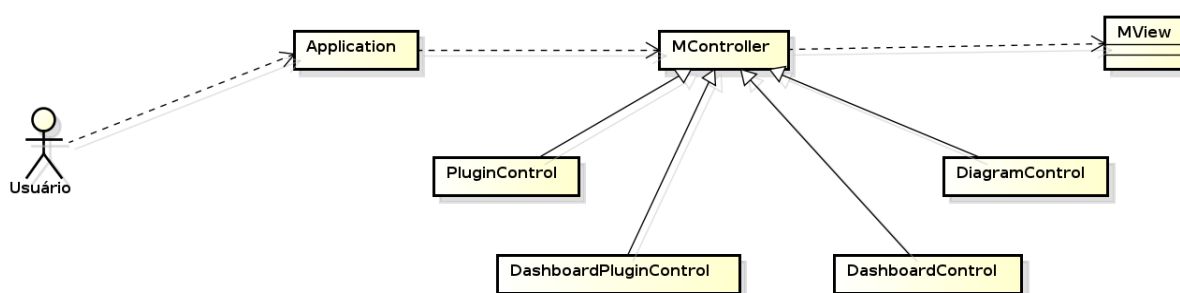 MView
Application
MController
PluginControl
DiagramControl
Usuário
DashboardPluginControl
DashboardControl